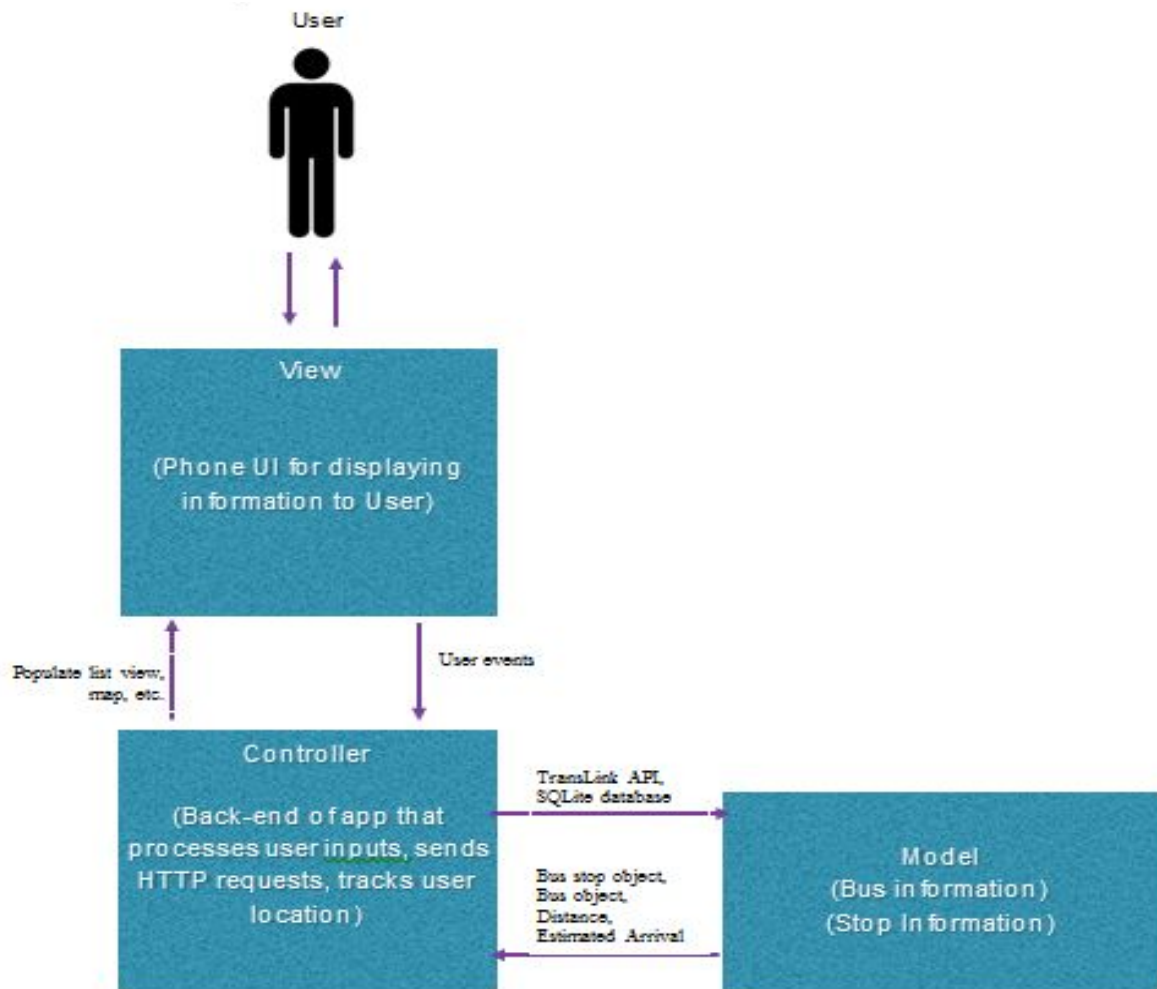 User
View
(Phone UI for displaying
information to User)
Populate list view,
map, etc.
User events
Controller
(Back-end of app that
processes user inputs, sends
HTTP requests, tracks user
location)
TransLink API,
SQLite database
Bus stop object,
Bus object,
Distance,
Estimated Arrival
Model
(Bus information)
(Stop Information)